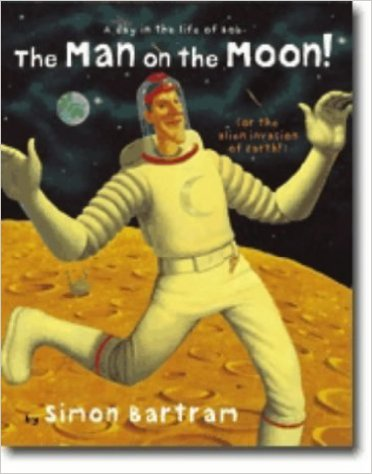 A day in the life of Bob
The Man on the Moon!
(or the
alien invasion
of Earth!)
by Simon Bartram